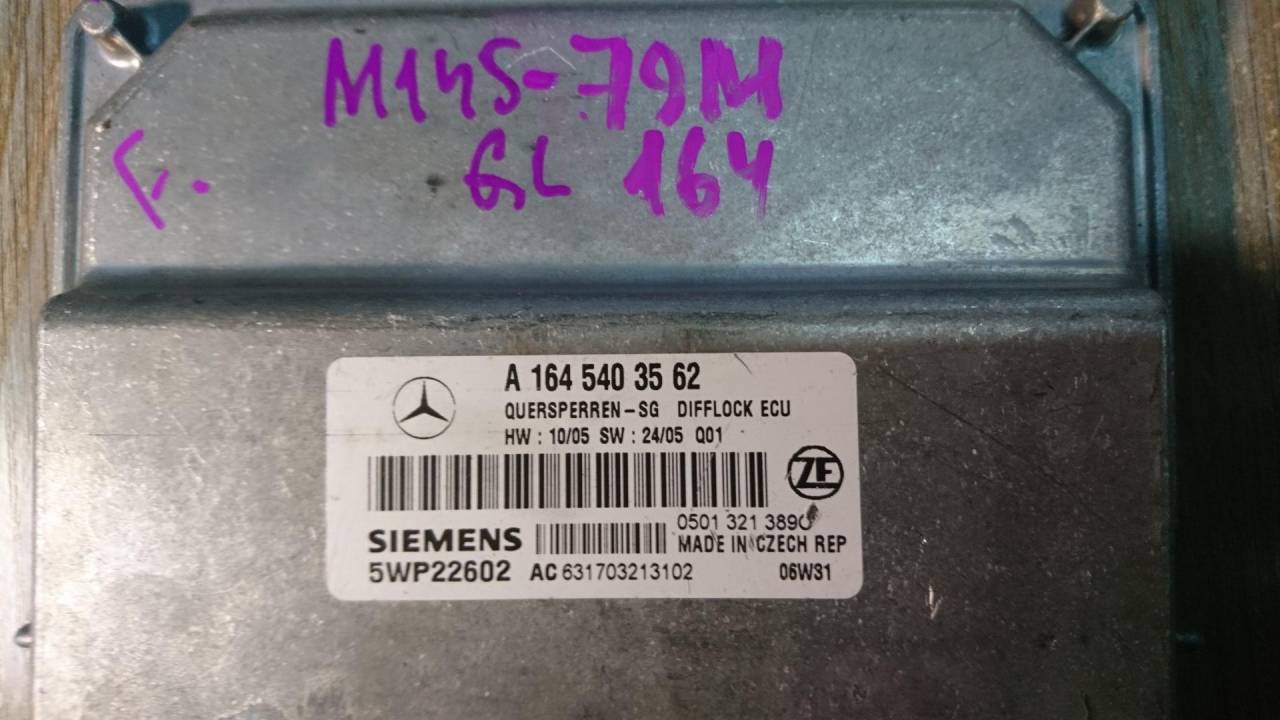 M145-79M
F.
GL 164
A 164 540 35 62
QUERSPERREN-SG DIFFLOCK ECU
HW : 10/05 SW : 24/05 Q01
ZF
0501 321 389
SIEMENS
MADE IN CZECH REP
5WP22602
AC 631703213102
06W31